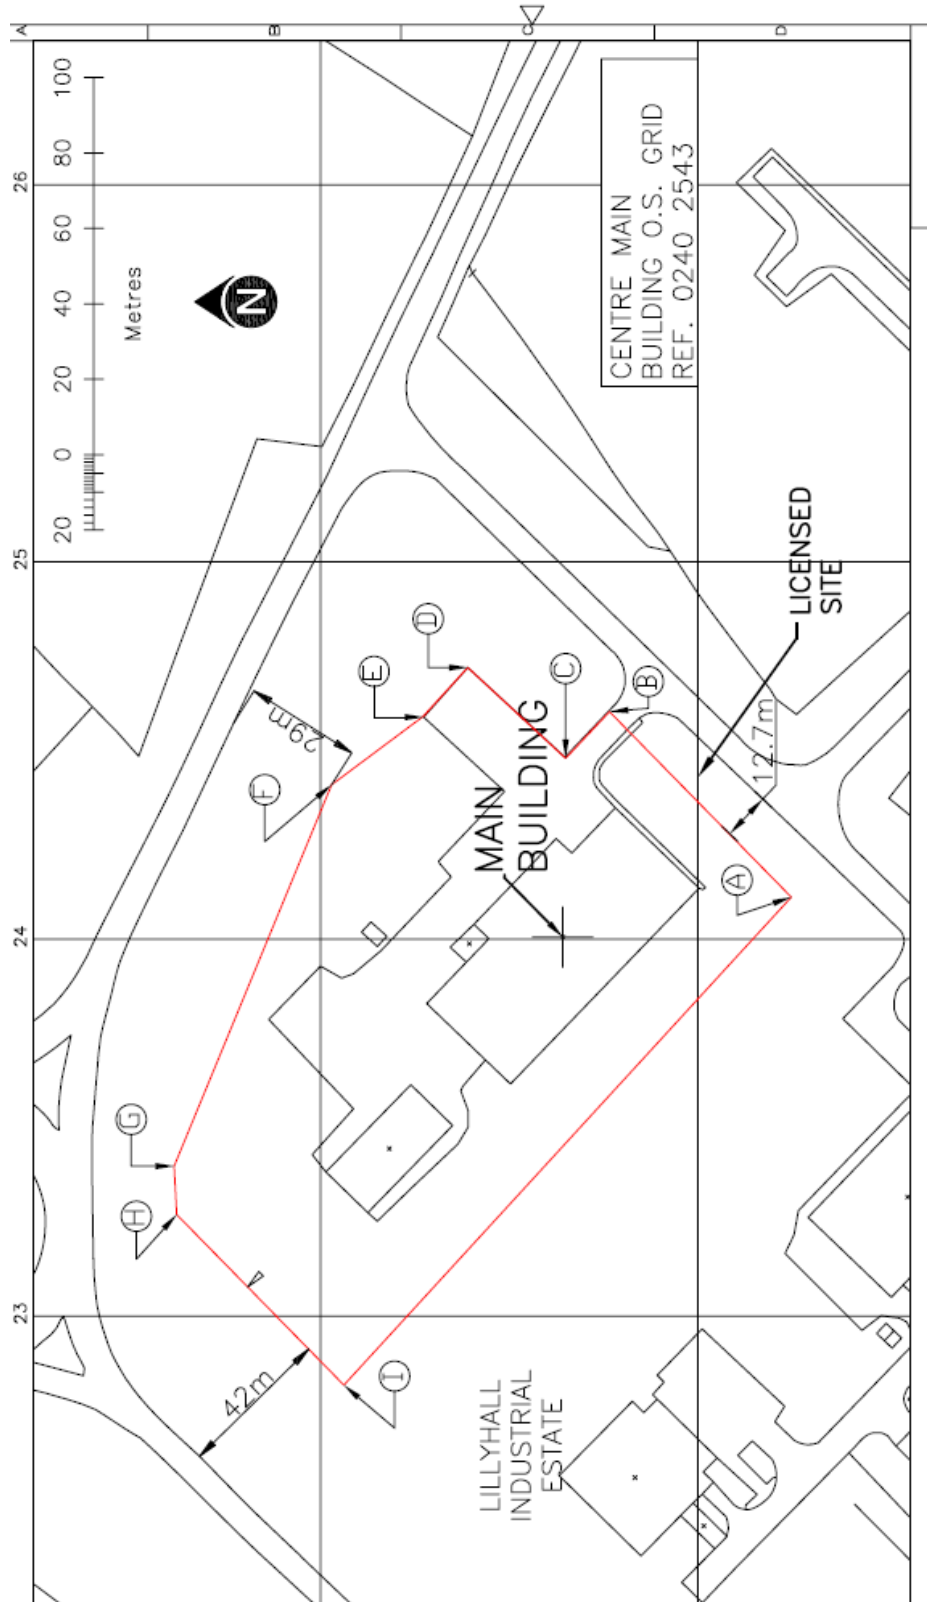 A
B
C
D
100
80
60
40
20
0
20
Metres
N
26
25
24
23
CENTRE MAIN
BUILDING O.S. GRID
REF. 0240 2543
LICENSED
SITE
MAIN
BUILDING
29m
12.7m
42m
A
B
C
D
E
F
G
H
I
LILLYHALL
INDUSTRIAL
ESTATE